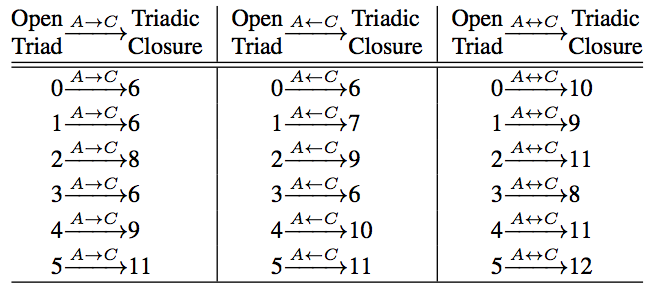 Open Triad A→C Triadic Closure Open Triad A←C Triadic Closure Open Triad A↔C Triadic Closure
0 A→C 6 0 A←C 6 0 A↔C 10
1 A→C 6 1 A←C 7 1 A↔C 9
2 A→C 8 2 A←C 9 2 A↔C 11
3 A→C 6 3 A←C 6 3 A↔C 8
4 A→C 9 4 A←C 10 4 A↔C 11
5 A→C 11 5 A←C 11 5 A↔C 12